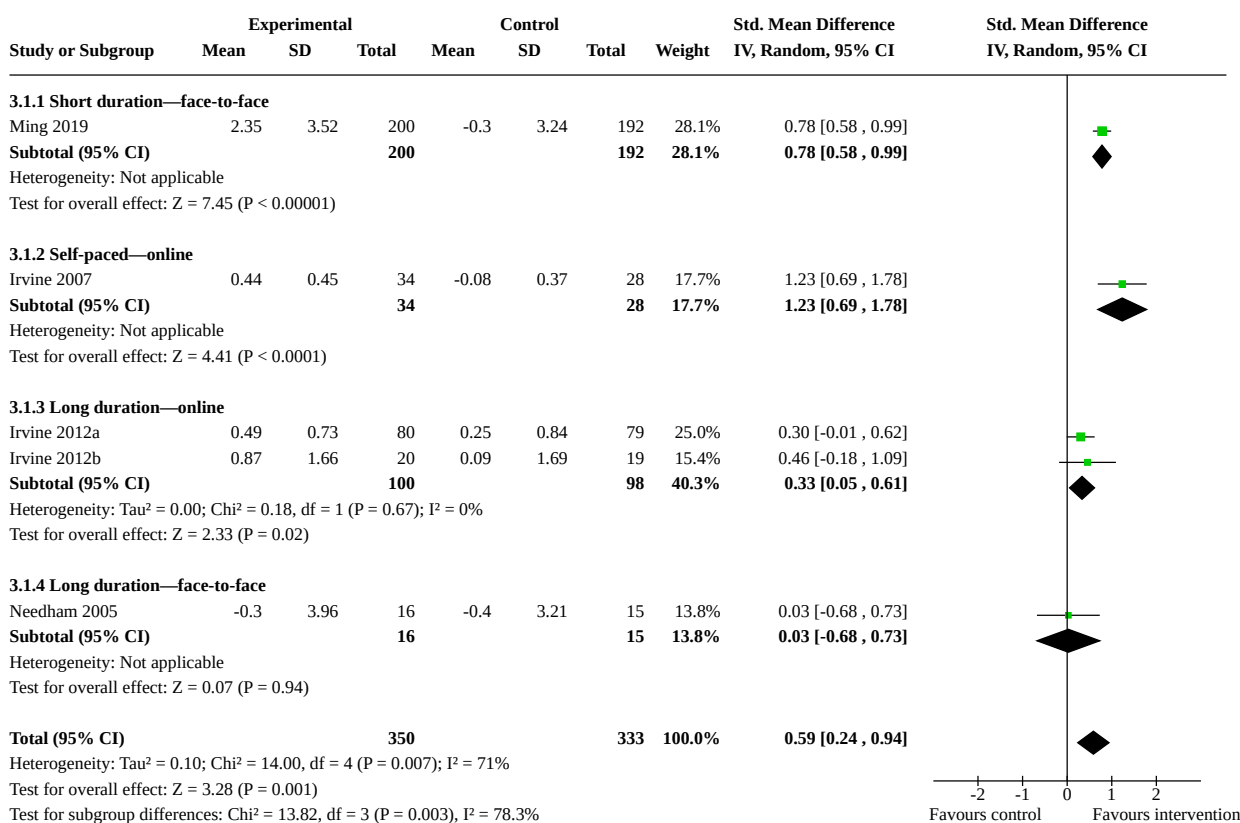 Experimental Control Std. Mean Difference Std. Mean Difference
Study or Subgroup Mean SD Total Mean SD Total Weight IV, Random, 95% CI IV, Random, 95% CI
3.1.1 Short duration—face-to-face
Ming 2019 2.35 3.52 200 -0.3 3.24 192 28.1% 0.78 [0.58 , 0.99]
Subtotal (95% CI) 200 192 28.1% 0.78 [0.58 , 0.99]
Heterogeneity: Not applicable
Test for overall effect: Z = 7.45 (P < 0.00001)
3.1.2 Self-paced—online
Irvine 2007 0.44 0.45 34 -0.08 0.37 28 17.7% 1.23 [0.69 , 1.78]
Subtotal (95% CI) 34 28 17.7% 1.23 [0.69 , 1.78]
Heterogeneity: Not applicable
Test for overall effect: Z = 4.41 (P < 0.0001)
3.1.3 Long duration—online
Irvine 2012a 0.49 0.73 80 0.25 0.84 79 25.0% 0.30 [-0.01 , 0.62]
Irvine 2012b 0.87 1.66 20 0.09 1.69 19 15.4% 0.46 [-0.18 , 1.09]
Subtotal (95% CI) 100 98 40.3% 0.33 [0.05 , 0.61]
Heterogeneity: Tau² = 0.00; Chi² = 0.18, df = 1 (P = 0.67); I² = 0%
Test for overall effect: Z = 2.33 (P = 0.02)
3.1.4 Long duration—face-to-face
Needham 2005 -0.3 3.96 16 -0.4 3.21 15 13.8% 0.03 [-0.68 , 0.73]
Subtotal (95% CI) 16 15 13.8% 0.03 [-0.68 , 0.73]
Heterogeneity: Not applicable
Test for overall effect: Z = 0.07 (P = 0.94)
Total (95% CI) 350 333 100.0% 0.59 [0.24 , 0.94]
Heterogeneity: Tau² = 0.10; Chi² = 14.00, df = 4 (P = 0.007); I² = 71%
Test for overall effect: Z = 3.28 (P = 0.001)
-2 -1 0 1 2
Test for subgroup differences: Chi² = 13.82, df = 3 (P = 0.003), I² = 78.3%
Favours control Favours intervention